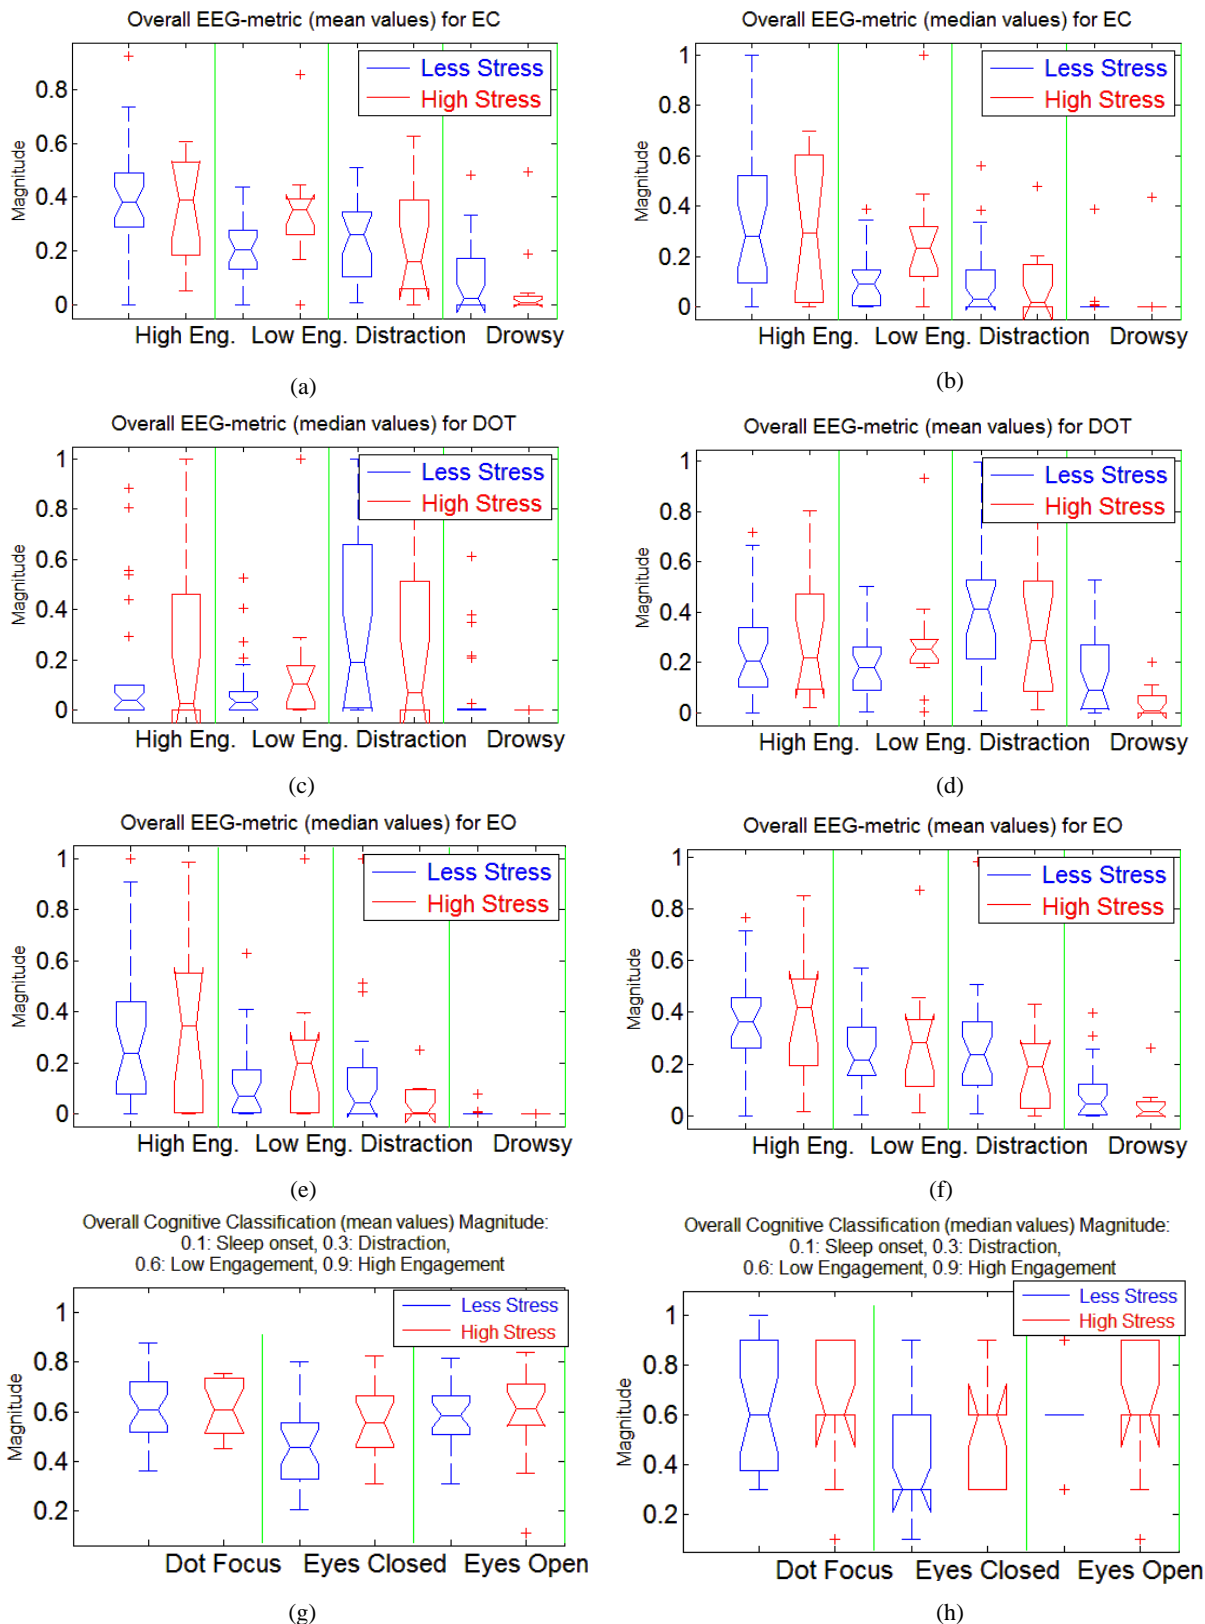 Overall EEG-metric (mean values) for EC
Magnitude
0.8
0.6
0.4
0.2
0
Less Stress
High Stress
High Eng. Low Eng. Distraction Drowsy
(a)
Overall EEG-metric (median values) for EC
Magnitude
1
0.8
0.6
0.4
0.2
0
Less Stress
High Stress
High Eng. Low Eng. Distraction Drowsy
(b)
Overall EEG-metric (median values) for DOT
Magnitude
1
0.8
0.6
0.4
0.2
0
Less Stress
High Stress
High Eng. Low Eng. Distraction Drowsy
(c)
Overall EEG-metric (mean values) for DOT
Magnitude
1
0.8
0.6
0.4
0.2
0
Less Stress
High Stress
High Eng. Low Eng. Distraction Drowsy
(d)
Overall EEG-metric (median values) for EO
Magnitude
1
0.8
0.6
0.4
0.2
0
Less Stress
High Stress
High Eng. Low Eng. Distraction Drowsy
(e)
Overall EEG-metric (mean values) for EO
Magnitude
1
0.8
0.6
0.4
0.2
0
Less Stress
High Stress
High Eng. Low Eng. Distraction Drowsy
(f)
Overall Cognitive Classification (mean values) Magnitude:
0.1: Sleep onset, 0.3: Distraction,
0.6: Low Engagement, 0.9: High Engagement
Magnitude
1
0.8
0.6
0.4
0.2
Less Stress
High Stress
Dot Focus Eyes Closed Eyes Open
(g)
Overall Cognitive Classification (median values) Magnitude:
0.1: Sleep onset, 0.3: Distraction,
0.6: Low Engagement, 0.9: High Engagement
Magnitude
1
0.8
0.6
0.4
0.2
Less Stress
High Stress
Dot Focus Eyes Closed Eyes Open
(h)